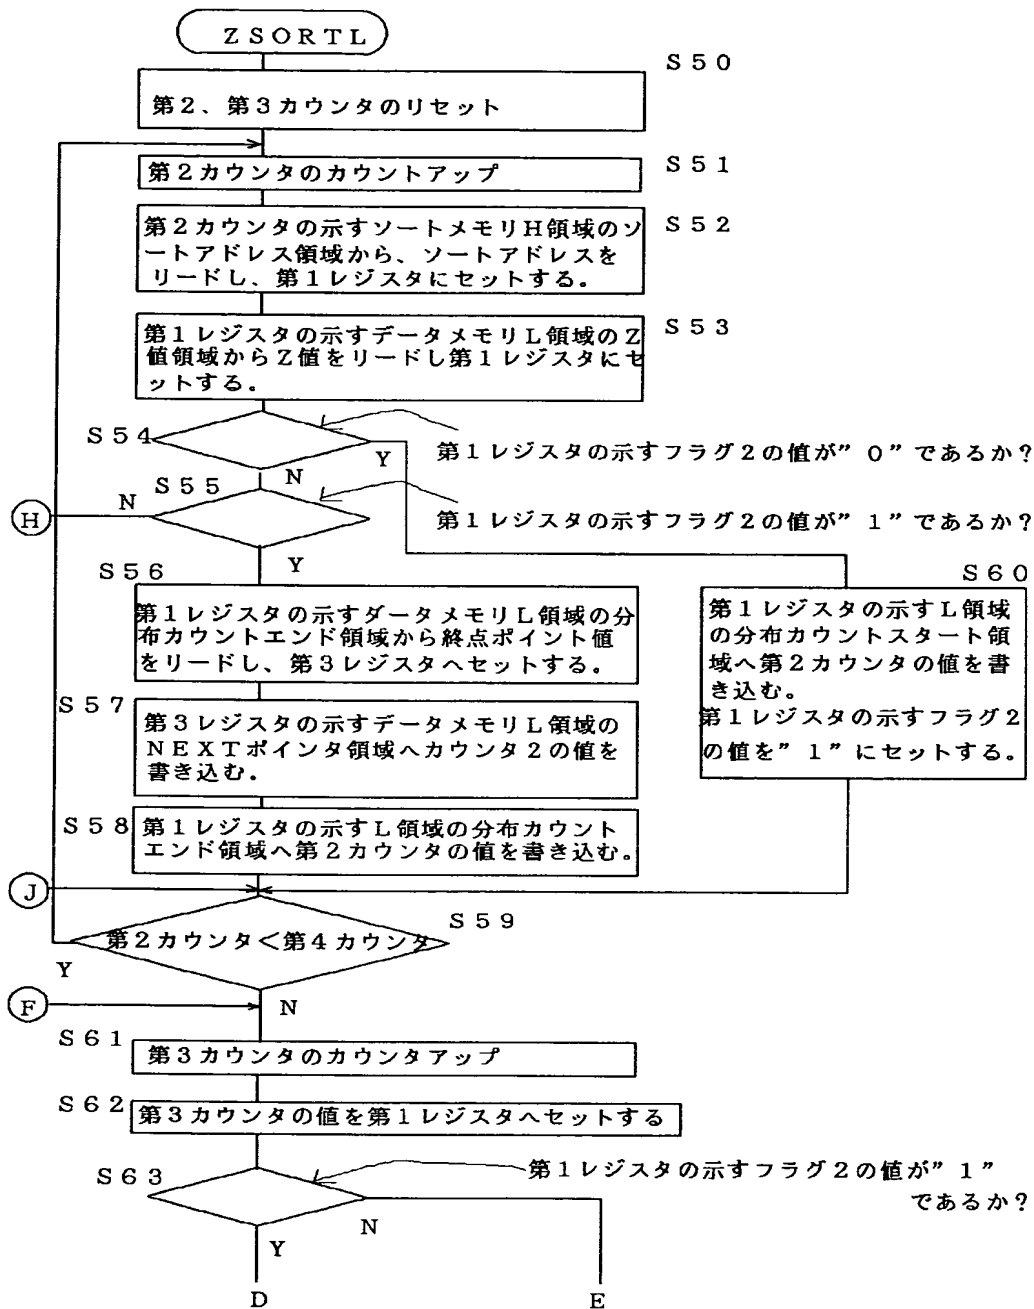 ZSORTL
S50
第2、第3カウンタのリセット
S51
第2カウンタのカウントアップ
S52
第2カウンタの示すソートメモリH領域のソ
ートアドレス領域から、ソートアドレスを
リードし、第1レジスタにセットする。
S53
第1レジスタの示すデータメモリL領域のZ
値領域からZ値をリードし第1レジスタにセ
ットする。
S54
Y
第1レジスタの示すフラグ2の値が”0”であるか?
N
S55
N
H
第1レジスタの示すフラグ2の値が”1”であるか?
Y
S56
第1レジスタの示すダータメモリL領域の分
布カウントエンド領域から終点ポイント値
をリードし、第3レジスタへセットする。
S60
第1レジスタの示すL領域
の分布カウントスタート領
域へ第2カウンタの値を書
き込む。
第1レジスタの示すフラグ2
の値を”1”にセットする。
S57
第3レジスタの示すデータメモリL領域の
NEXTポインタ領域へカウンタ2の値を
書き込む。
S58
第1レジスタの示すL領域の分布カウント
エンド領域へ第2カウンタの値を書き込む。
J
S59
第2カウンタ<第4カウンタ
Y
F
N
S61
第3カウンタのカウンタアップ
S62
第3カウンタの値を第1レジスタへセットする
S63
第1レジスタの示すフラグ2の値が”1”
であるか?
N
Y
D
E